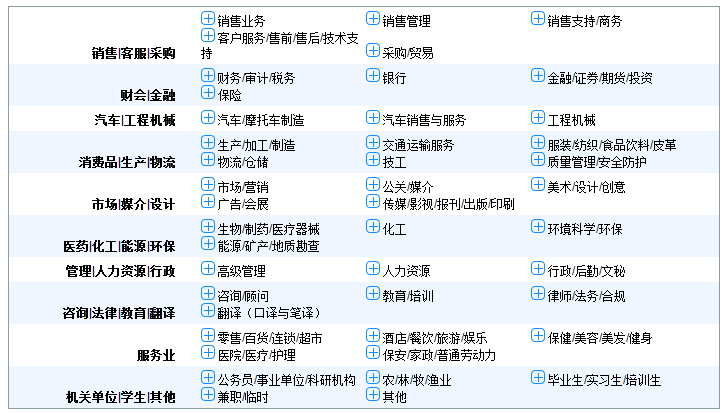 销售业务 销售管理 销售支持/商务
客户服务/售前/售后/技术支
销售|客服|采购 持 采购/贸易
财务/审计/税务 银行 金融/证券/期货/投资
财会|金融 保险
汽车|工程机械 汽车/摩托车制造 汽车销售与服务 工程机械
生产/加工/制造 交通运输服务 服装/纺织/食品饮料/皮革
消费品|生产|物流 物流/仓储 技工 质量管理/安全防护
市场/营销 公关/媒介 美术/设计/创意
市场|媒介|设计 广告/会展 传媒/影视/报刊/出版/印刷
生物/制药/医疗器械 化工 环境科学/环保
医药|化工|能源|环保 能源/矿产/地质勘查
管理|人力资源|行政 高级管理 人力资源 行政/后勤/文秘
咨询/顾问 教育/培训 律师/法务/合规
咨询|法律|教育|翻译 翻译（口译与笔译）
零售/百货/连锁/超市 酒店/餐饮/旅游/娱乐 保健/美容/美发/健身
服务业 医院/医疗/护理 保安/家政/普通劳动力
公务员/事业单位/科研机构 农/林/牧/渔业 毕业生/实习生/培训生
机关单位|学生|其他 兼职/临时 其他